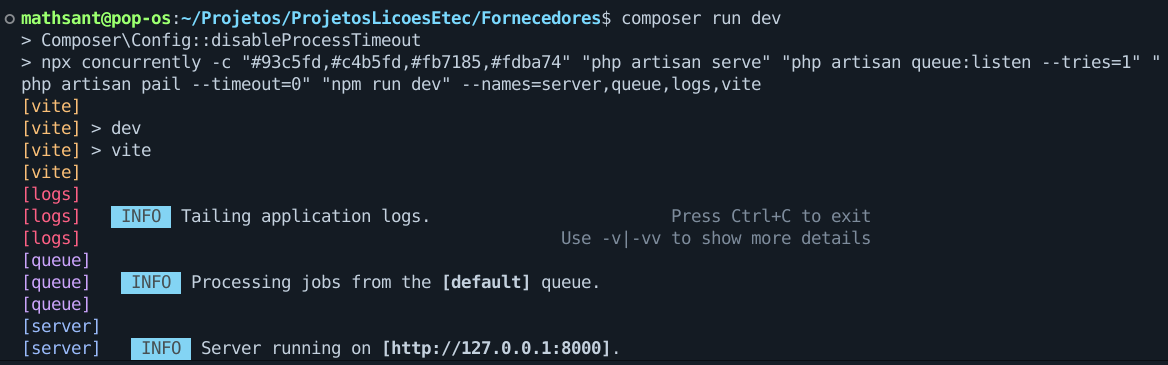 mathsant@pop-os:~/Projetos/ProjetosLicoesEtec/Fornecedores$ composer run dev
> Composer\Config::disableProcessTimeout
> npx concurrently -c "#93c5fd,#c4b5fd,#fb7185,#fdba74" "php artisan serve" "php artisan queue:listen --tries=1" "
php artisan pail --timeout=0" "npm run dev" --names=server,queue,logs,vite
[vite]
[vite] > dev
[vite] > vite
[vite]
[logs]
[logs] INFO Tailing application logs. Press Ctrl+C to exit
[logs] Use -v|-vv to show more details
[queue]
[queue] INFO Processing jobs from the [default] queue.
[queue]
[server]
[server] INFO Server running on [http://127.0.0.1:8000].